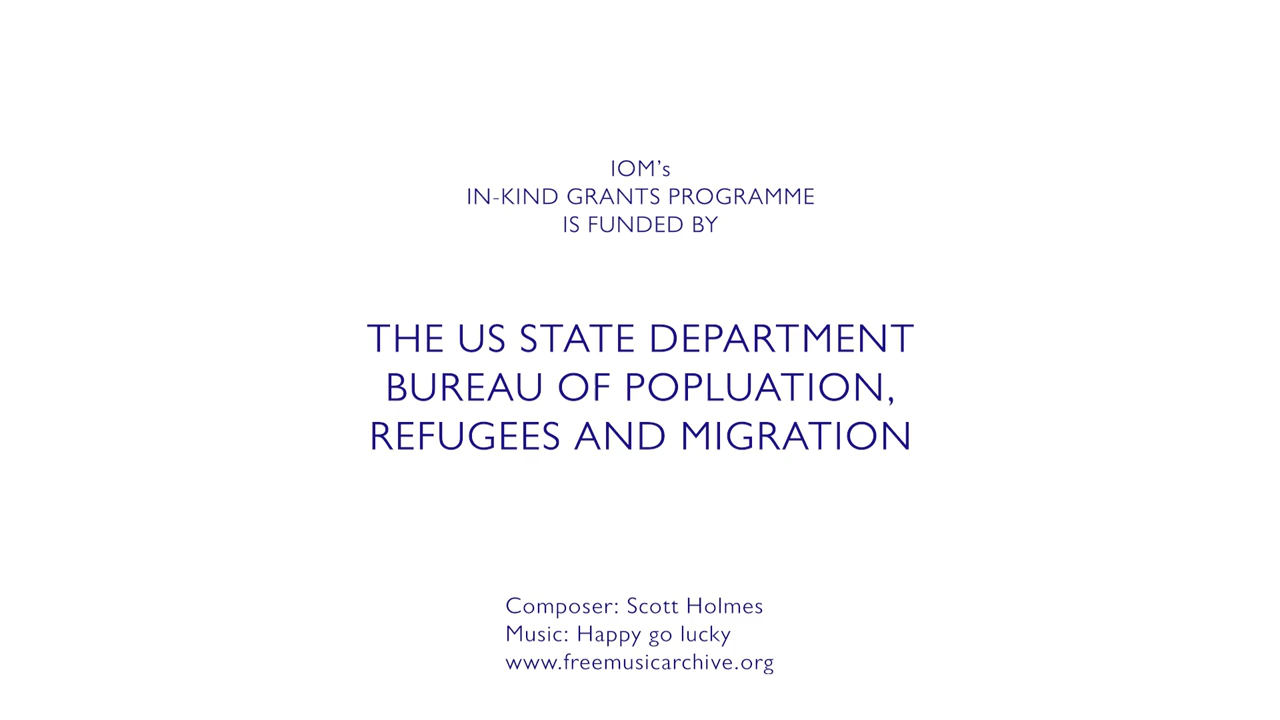 IOM's
IN-KIND GRANTS PROGRAMME
IS FUNDED BY
THE US STATE DEPARTMENT
BUREAU OF POPLUATION,
REFUGEES AND MIGRATION
Composer: Scott Holmes
Music: Happy go lucky
www.freemusicarchive.org